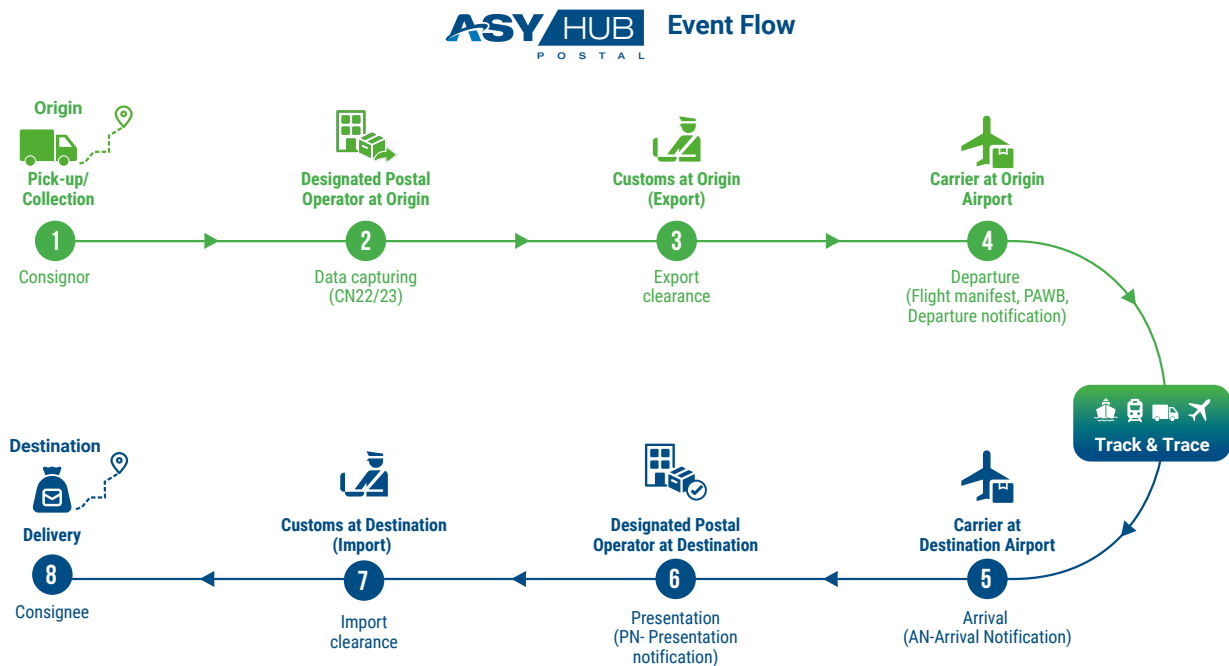 ASY HUB
POSTAL
Event Flow
Origin
Pick-up/
Collection
1
Consignor
Designated Postal
Operator at Origin
2
Data capturing
(CN22/23)
Customs at Origin
(Export)
3
Export
clearance
Carrier at Origin
Airport
4
Departure
(Flight manifest, PAWB,
Departure notification)
Track & Trace
Carrier at
Destination Airport
5
Arrival
(AN-Arrival Notification)
Designated Postal
Operator at Destination
6
Presentation
(PN- Presentation
notification)
Customs at Destination
(Import)
7
Import
clearance
Destination
Delivery
8
Consignee